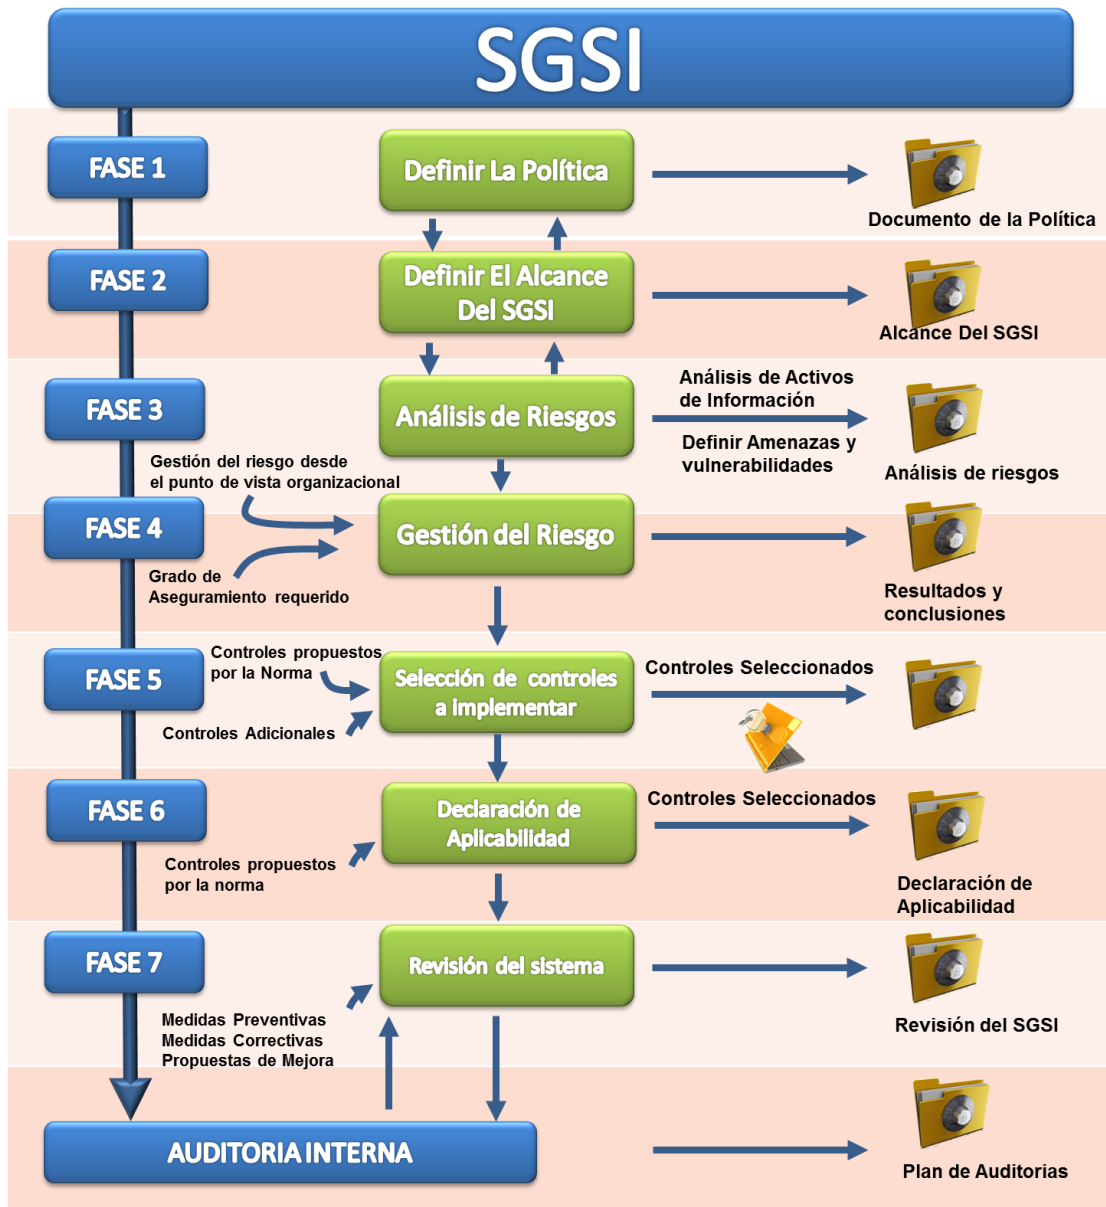 SGSI
FASE 1
Definir La Política
Documento de la Política
FASE 2
Definir El Alcance
Del SGSI
Alcance Del SGSI
FASE 3
Análisis de Riesgos
Análisis de Activos
de Información
Definir Amenazas y
vulnerabilidades
Análisis de riesgos
Gestión del riesgo desde
el punto de vista organizacional
FASE 4
Gestión del Riesgo
Grado de
Aseguramiento requerido
Resultados y
conclusiones
Controles propuestos
por la Norma
FASE 5
Selección de controles
a implementar
Controles Seleccionados
Controles Adicionales
FASE 6
Declaración de
Aplicabilidad
Controles Seleccionados
Controles propuestos
por la norma
Declaración de
Aplicabilidad
FASE 7
Revisión del sistema
Medidas Preventivas
Medidas Correctivas
Propuestas de Mejora
Revisión del SGSI
AUDITORIA INTERNA
Plan de Auditorias